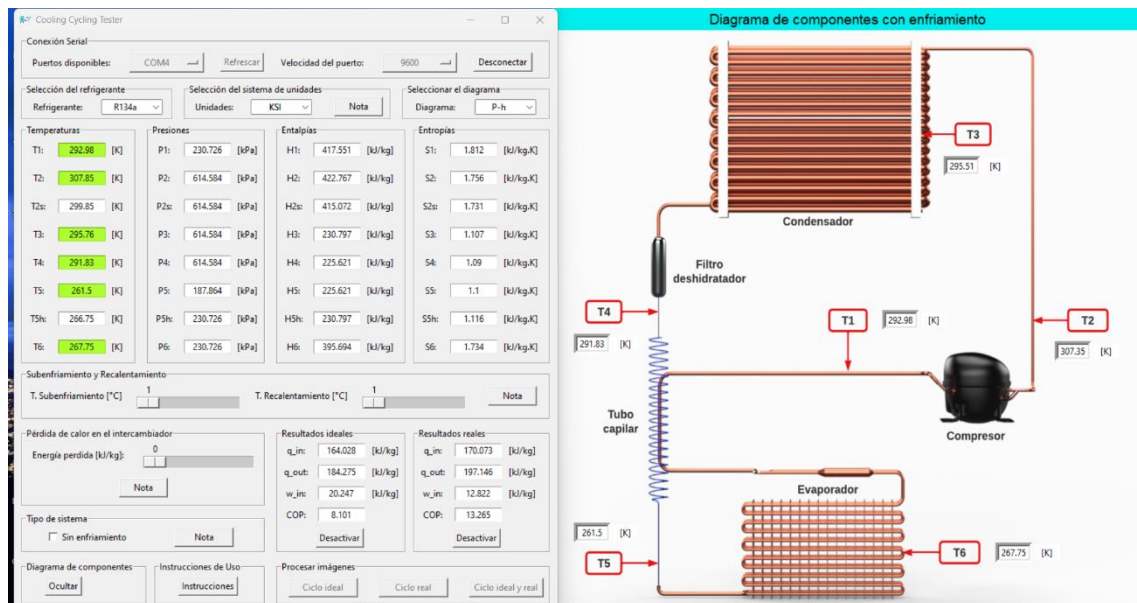 Cooling Cycling Tester
Conexión Serial
Puertos disponibles: COM4 Refrescar Velocidad del puerto: 9600 Desconectar
Selección del refrigerante
Refrigerante: R134a
Selección del sistema de unidades
Unidades: KSI Nota
Seleccionar el diagrama
Diagrama: P-h
Temperaturas Presiones Entalpías Entropías
T1: 292.98 [K] P1: 230.726 [kPa] H1: 417.551 [kJ/kg] S1: 1.812 [kJ/kg.K]
T2: 307.85 [K] P2: 614.584 [kPa] H2: 422.767 [kJ/kg] S2: 1.756 [kJ/kg.K]
T2s: 299.85 [K] P2s: 614.584 [kPa] H2s: 415.072 [kJ/kg] S2s: 1.731 [kJ/kg.K]
T3: 295.76 [K] P3: 614.584 [kPa] H3: 230.797 [kJ/kg] S3: 1.107 [kJ/kg.K]
T4: 291.83 [K] P4: 614.584 [kPa] H4: 225.621 [kJ/kg] S4: 1.09 [kJ/kg.K]
T5: 261.5 [K] P5: 187.864 [kPa] H5: 225.621 [kJ/kg] S5: 1.1 [kJ/kg.K]
T5h: 266.75 [K] P5h: 230.726 [kPa] H5h: 230.797 [kJ/kg] S5h: 1.116 [kJ/kg.K]
T6: 267.75 [K] P6: 230.726 [kPa] H6: 395.694 [kJ/kg] S6: 1.734 [kJ/kg.K]
Subenfriamiento y Recalentamiento
T. Subenfriamiento [°C] 1 T. Recalentamiento [°C] 1 Nota
Pérdida de calor en el intercambiador
Energía perdida [kJ/kg]: 0
Nota
Resultados ideales
q_in: 164.028 [kJ/kg]
q_out: 184.275 [kJ/kg]
w_in: 20.247 [kJ/kg]
COP: 8.101
Desactivar
Resultados reales
q_in: 170.073 [kJ/kg]
q_out: 197.146 [kJ/kg]
w_in: 12.822 [kJ/kg]
COP: 13.265
Desactivar
Tipo de sistema
Sin enfriamiento Nota
Diagrama de componentes
Ocultar
Instrucciones de Uso
Instrucciones
Procesar imágenes
Ciclo ideal Ciclo real Ciclo ideal y real
Diagrama de componentes con enfriamiento
T3
295.51 [K]
Condensador
Filtro
deshidratador
T4
291.83 [K]
T1 292.98 [K]
T2
307.35 [K]
Tubo
capilar
Compresor
Evaporador
261.5 [K]
T5
T6 267.75 [K]